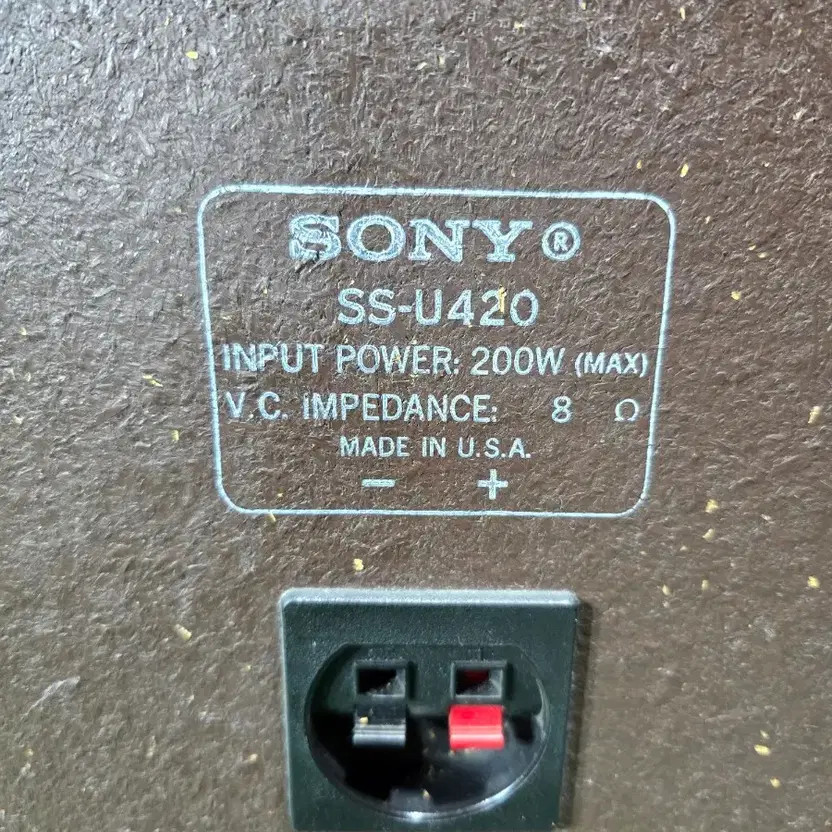 SONY®
SS-U420
INPUT POWER: 200W (MAX)
V.C. IMPEDANCE: 8 Ω
MADE IN U.S.A.
− +